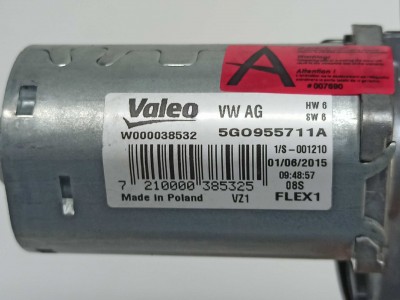 A
Attention !
#007680
Valeo
VW AG
HW 6
SW 6
W000038532
5G0955711A
1/S-001210
01/06/2015
09:48:57
7 210000 385325
08S
Made in Poland
VZ1
FLEX1